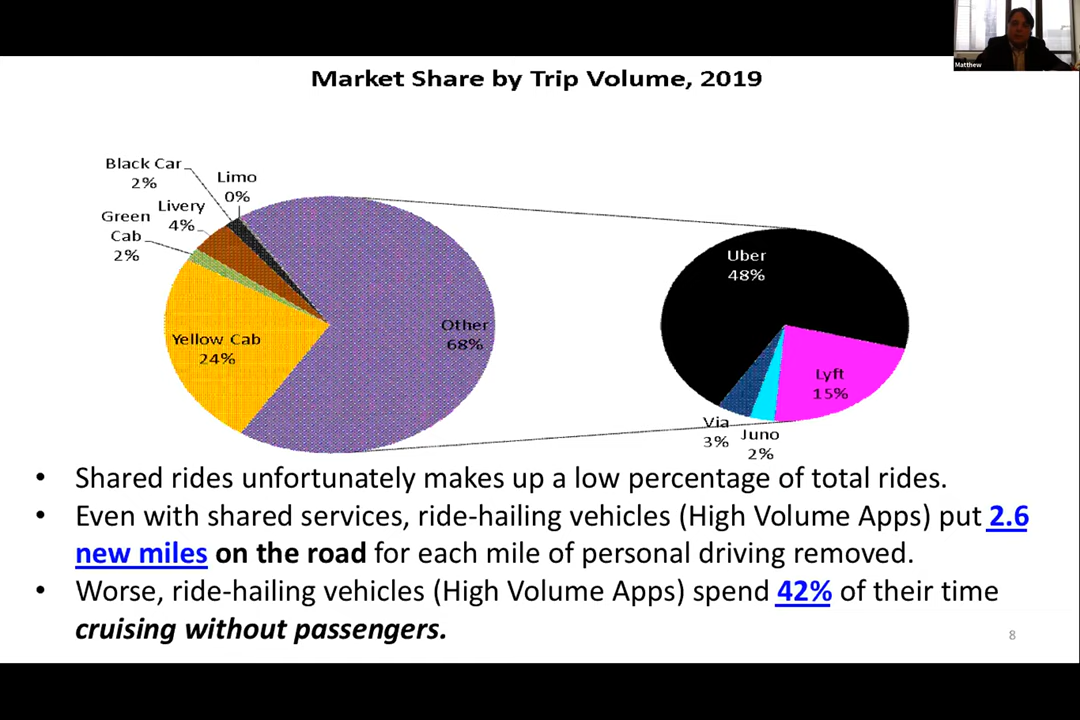 Matthew
Market Share by Trip Volume, 2019
Black Car
2%
Limo
0%
Livery
4%
Green
Cab
2%
Yellow Cab
24%
Other
68%
Uber
48%
Lyft
15%
Via
3%
Juno
2%
• Shared rides unfortunately makes up a low percentage of total rides.
• Even with shared services, ride-hailing vehicles (High Volume Apps) put 2.6
new miles on the road for each mile of personal driving removed.
• Worse, ride-hailing vehicles (High Volume Apps) spend 42% of their time
cruising without passengers.
8